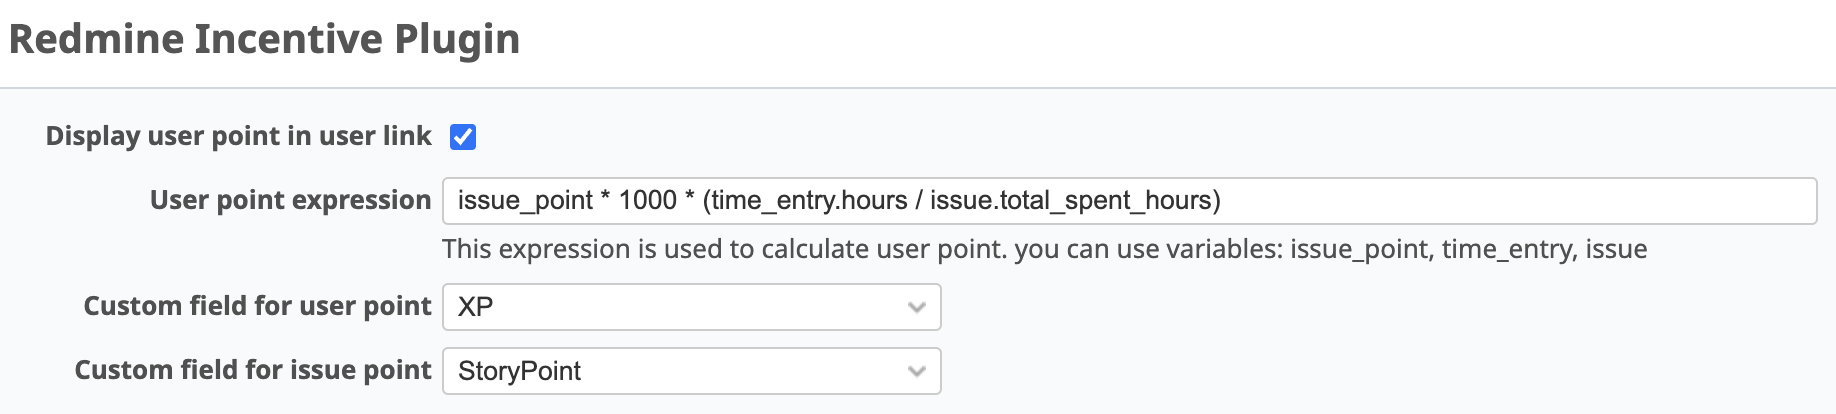 Redmine Incentive Plugin
Display user point in user link
User point expression issue_point * 1000 * (time_entry.hours / issue.total_spent_hours)
This expression is used to calculate user point. you can use variables: issue_point, time_entry, issue
Custom field for user point XP
Custom field for issue point StoryPoint